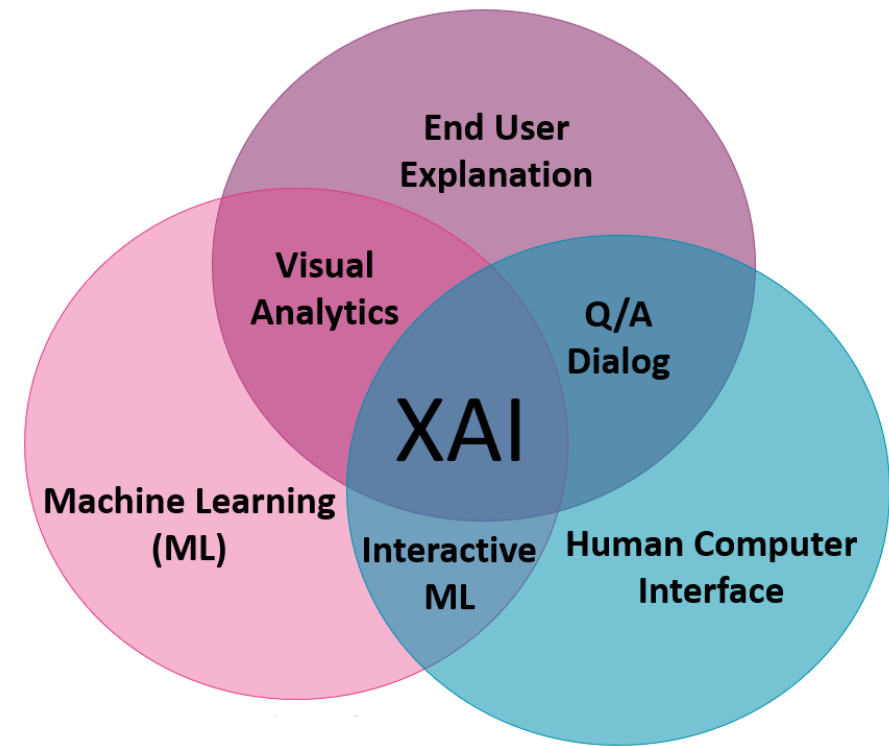 End User
Explanation
Visual
Analytics
Q/A
Dialog
XAI
Machine Learning
(ML)
Interactive
ML
Human Computer
Interface